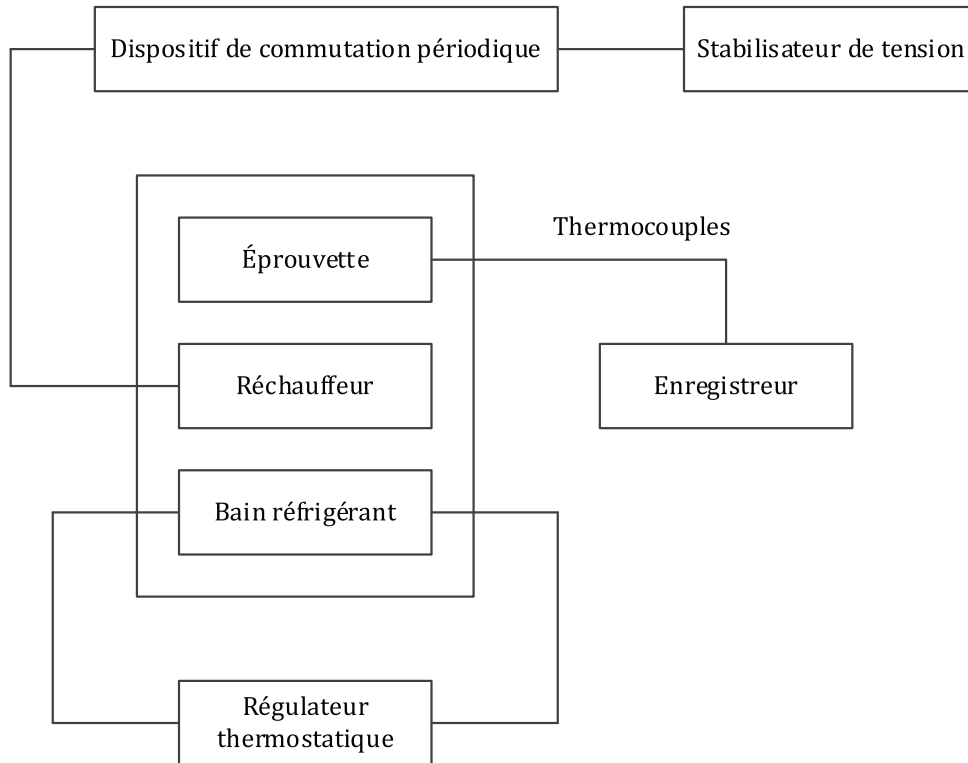 Dispositif de commutation périodique
Stabilisateur de tension
Thermocouples
Éprouvette
Réchauffeur
Enregistreur
Bain réfrigérant
Régulateur
thermostatique